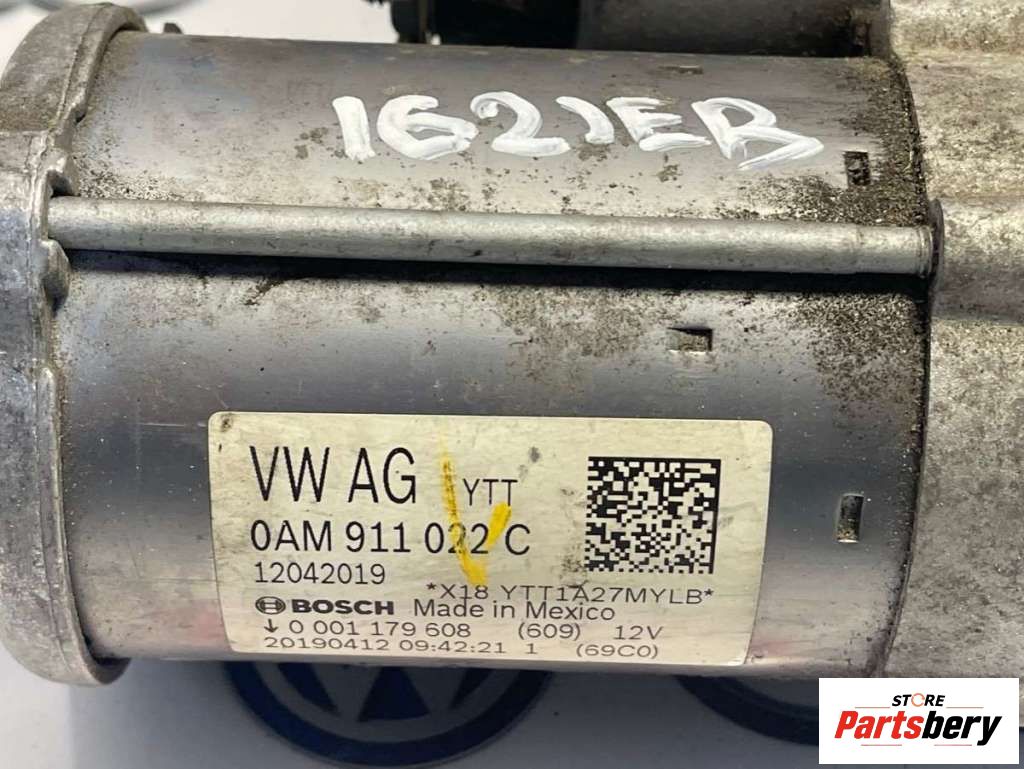 1621EB
VW AG YTT
0AM 911 022 C
12042019
*X18 YTT1A27MYLB*
BOSCH Made in Mexico
↓ 0 001 179 608 (609) 12V
20190412 09:42:21 1 (69C0)
STORE
Partsbery